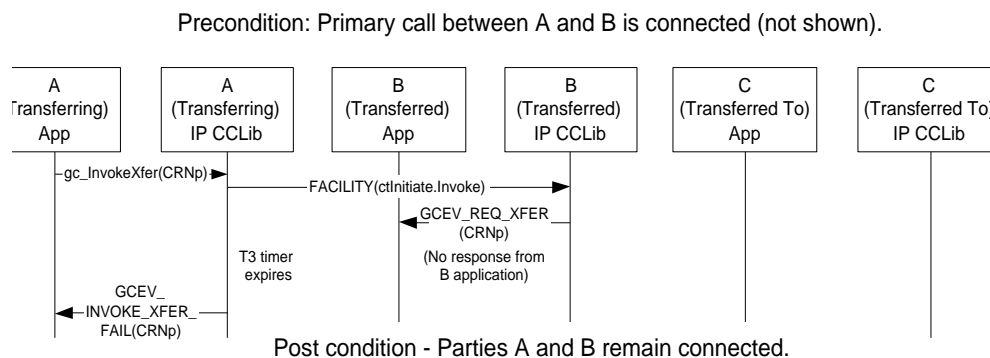 Precondition: Primary call between A and B is connected (not shown).
A
(Transferring)
App
A
(Transferring)
IP CCLib
B
(Transferred)
App
B
(Transferred)
IP CCLib
C
(Transferred To)
App
C
(Transferred To)
IP CCLib
gc_InvokeXfer(CRNp)
FACILITY(ctInitiate.Invoke)
GCEV_REQ_XFER
(CRNp)
T3 timer
expires
(No response from
B application)
GCEV_
INVOKE_XFER_
FAIL(CRNp)
Post condition - Parties A and B remain connected.